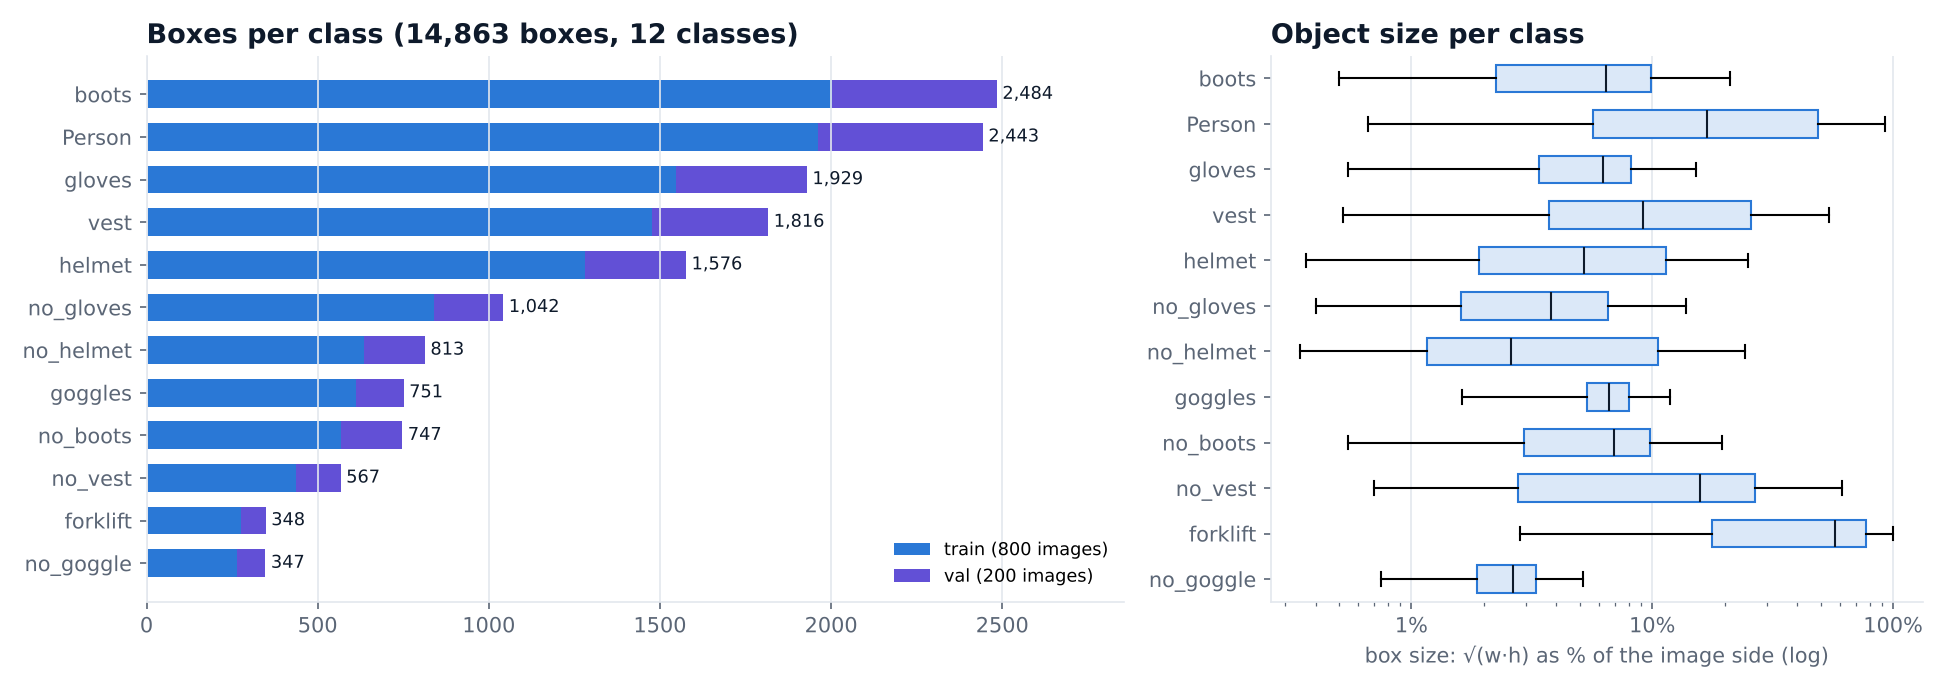 Boxes per class (14,863 boxes, 12 classes)
boots 2,484
Person 2,443
gloves 1,929
vest 1,816
helmet 1,576
no_gloves 1,042
no_helmet 813
goggles 751
no_boots 747
no_vest 567
forklift 348
no_goggle 347
train (800 images)
val (200 images)
0 500 1000 1500 2000 2500
Object size per class
boots
Person
gloves
vest
helmet
no_gloves
no_helmet
goggles
no_boots
no_vest
forklift
no_goggle
1% 10% 100%
box size: √(w·h) as % of the image side (log)